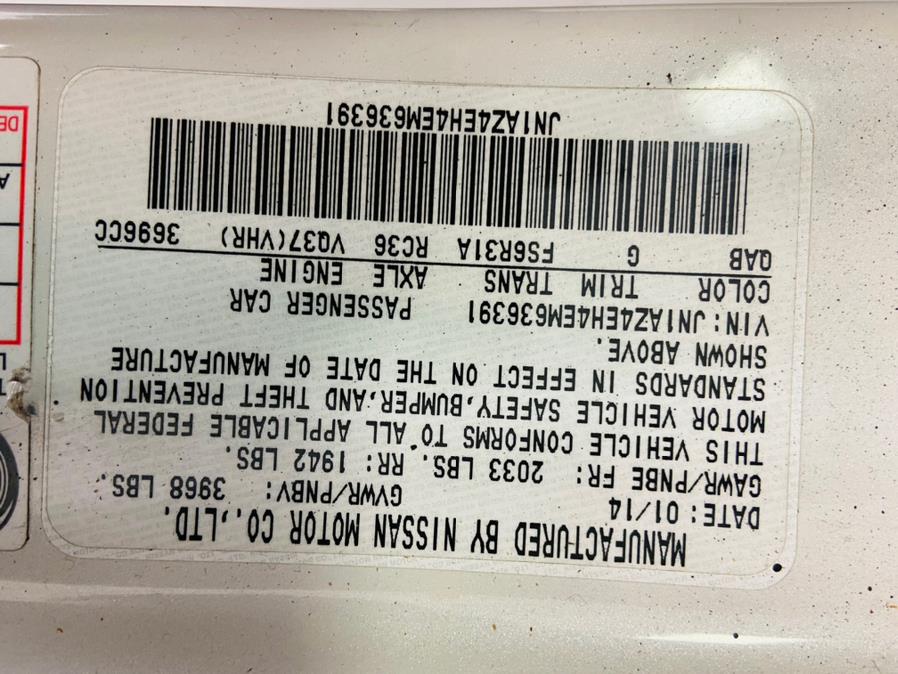 MANUFACTURED BY NISSAN MOTOR CO.,LTD.
DATE: 01/14 GVWR/PNBV: 3968 LBS.
GAWR/PNBE FR: 2033 LBS. RR: 1942 LBS.
THIS VEHICLE CONFORMS TO ALL APPLICABLE FEDERAL
MOTOR VEHICLE SAFETY,BUMPER,AND THEFT PREVENTION
STANDARDS IN EFFECT ON THE DATE OF MANUFACTURE
SHOWN ABOVE.
VIN: JN1AZ4EH4EM636391 PASSENGER CAR
COLOR TRIM TRANS AXLE ENGINE
QAB G FS6R31A RC36 VQ37(VHR) 3696CC
JN1AZ4EH4EM636391